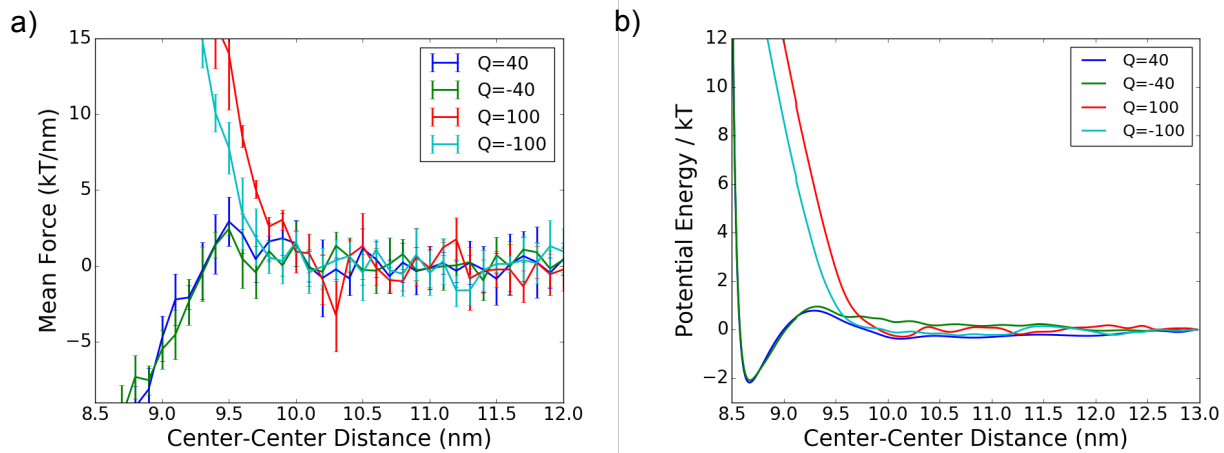 a)
15
10
5
0
−5
8.5 9.0 9.5 10.0 10.5 11.0 11.5 12.0
Mean Force (kT/nm)
Center-Center Distance (nm)
Q=40
Q=-40
Q=100
Q=-100
b)
12
10
8
6
4
2
0
−2
8.5 9.0 9.5 10.0 10.5 11.0 11.5 12.0 13.0
Potential Energy / kT
Center-Center Distance (nm)
Q=40
Q=-40
Q=100
Q=-100